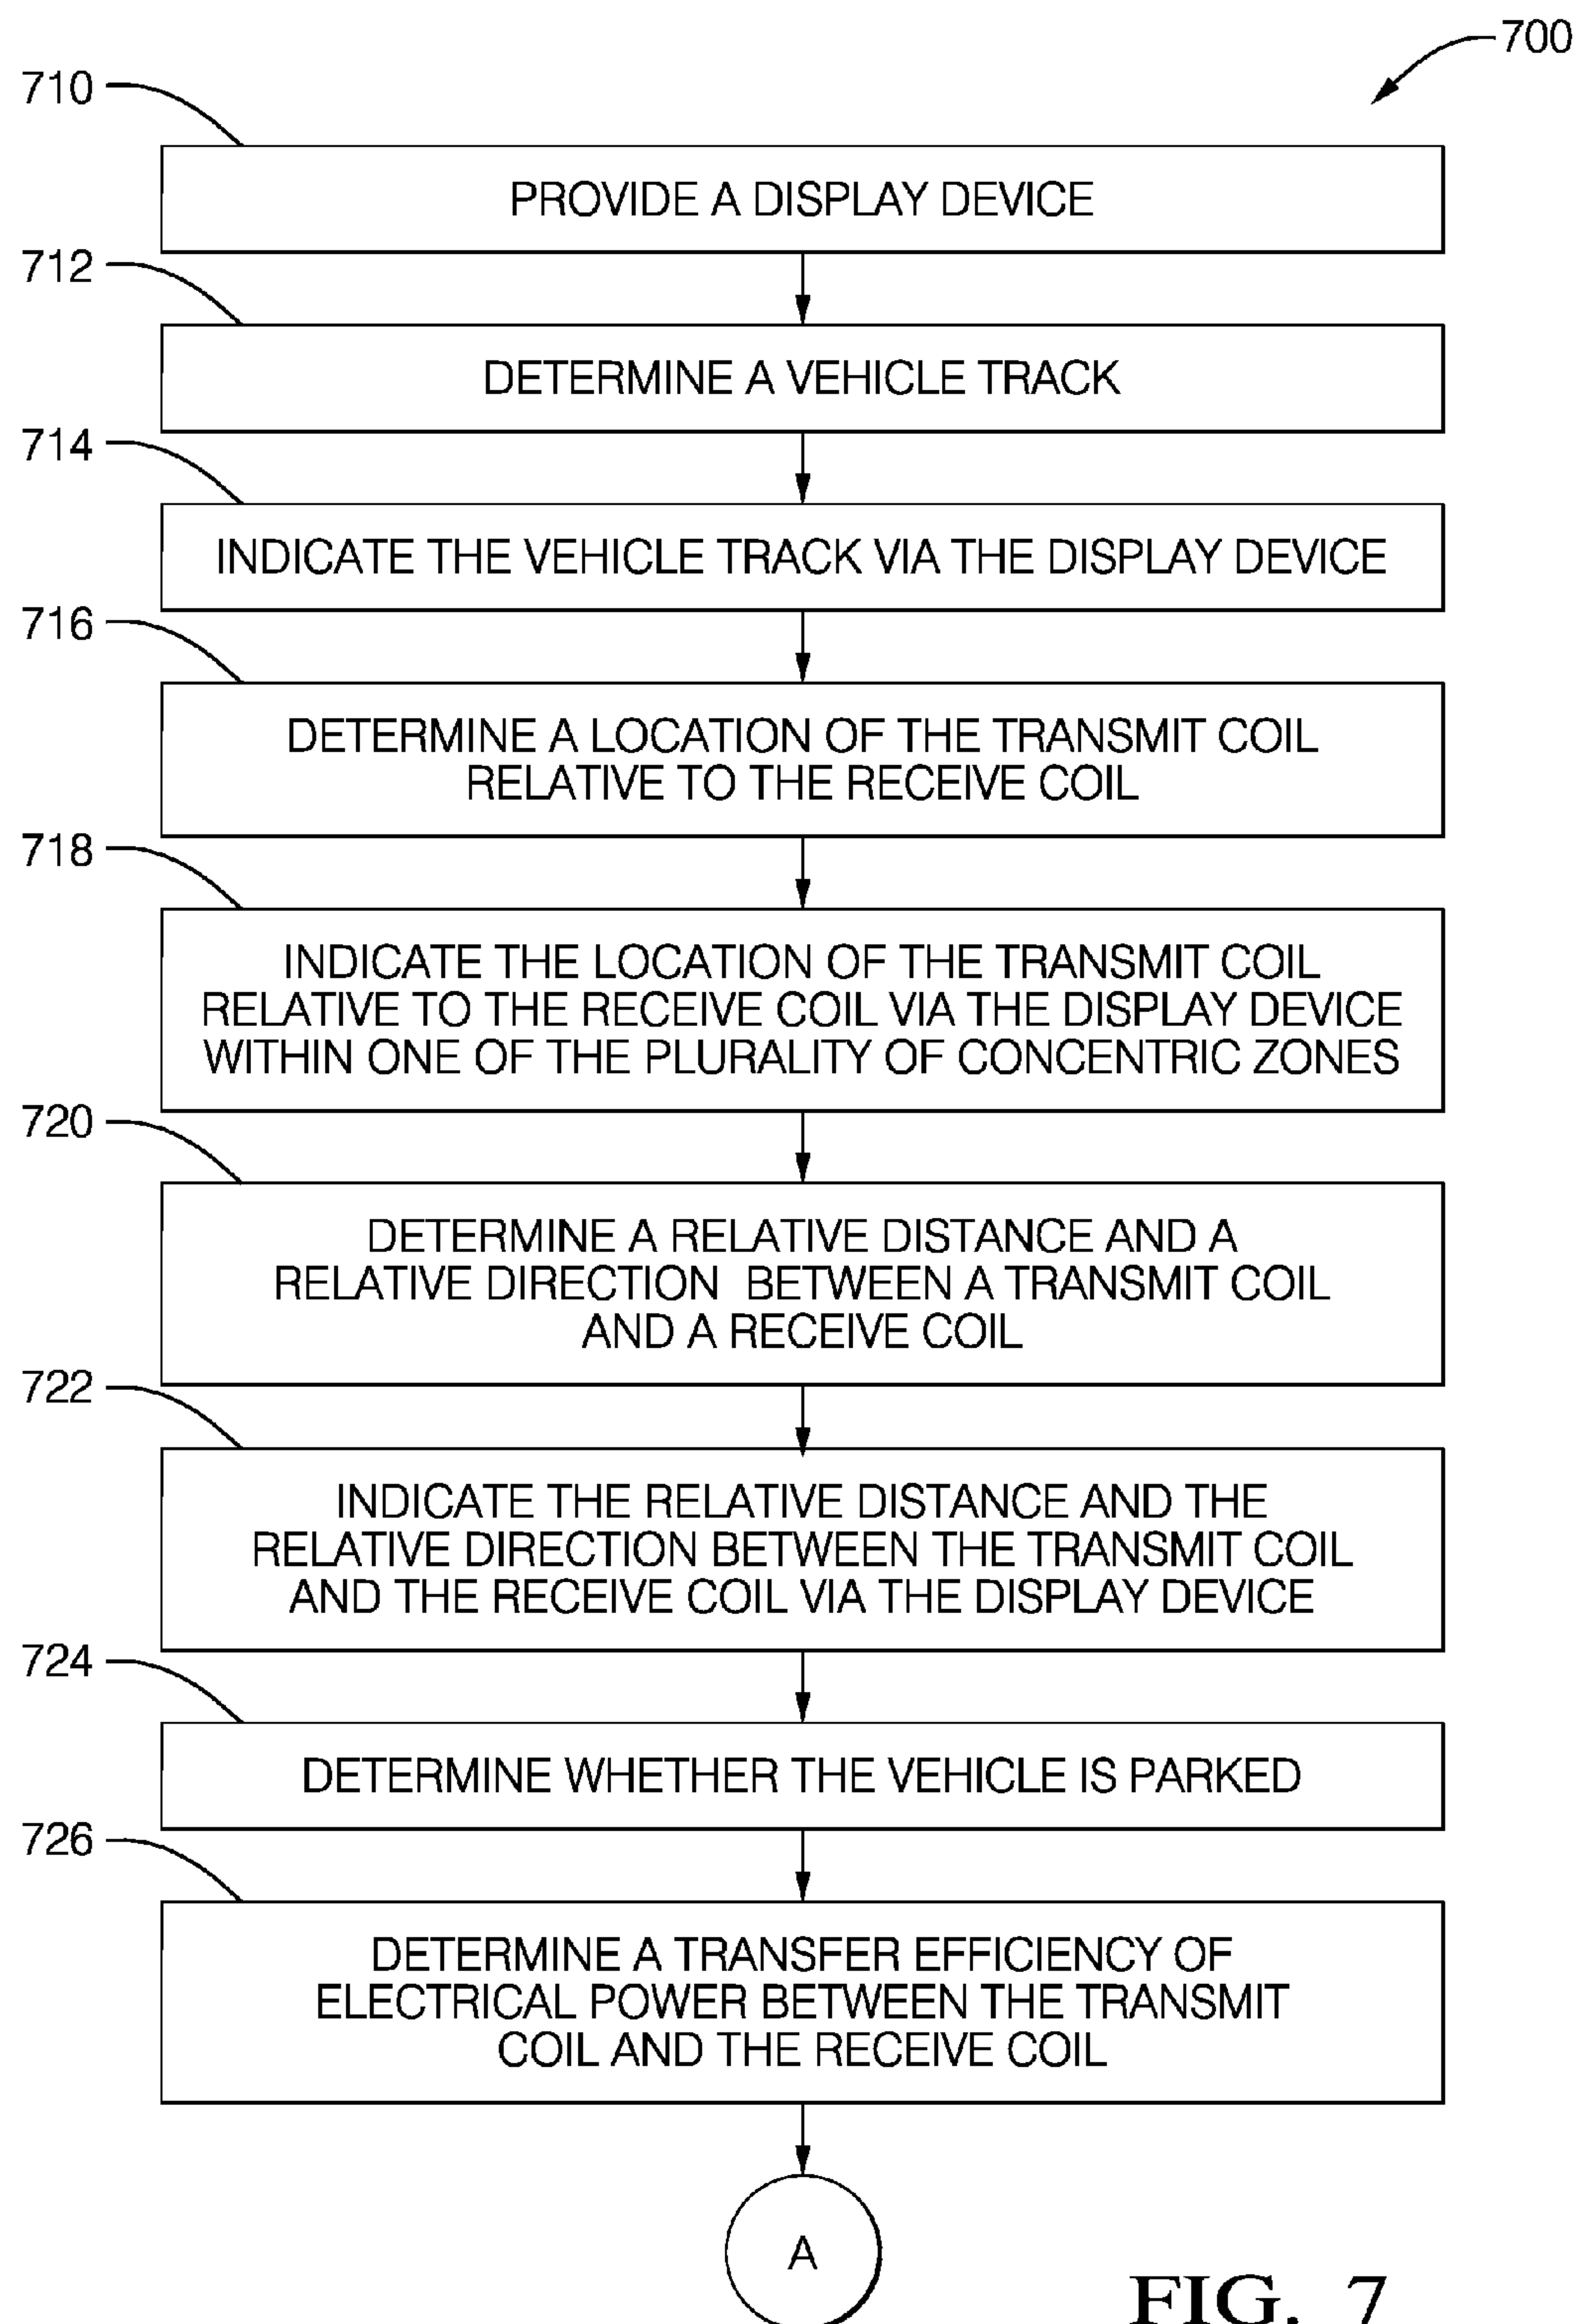 700
710
PROVIDE A DISPLAY DEVICE
712
DETERMINE A VEHICLE TRACK
714
INDICATE THE VEHICLE TRACK VIA THE DISPLAY DEVICE
716
DETERMINE A LOCATION OF THE TRANSMIT COIL
RELATIVE TO THE RECEIVE COIL
718
INDICATE THE LOCATION OF THE TRANSMIT COIL
RELATIVE TO THE RECEIVE COIL VIA THE DISPLAY DEVICE
WITHIN ONE OF THE PLURALITY OF CONCENTRIC ZONES
720
DETERMINE A RELATIVE DISTANCE AND A
RELATIVE DIRECTION BETWEEN A TRANSMIT COIL
AND A RECEIVE COIL
722
INDICATE THE RELATIVE DISTANCE AND THE
RELATIVE DIRECTION BETWEEN THE TRANSMIT COIL
AND THE RECEIVE COIL VIA THE DISPLAY DEVICE
724
DETERMINE WHETHER THE VEHICLE IS PARKED
726
DETERMINE A TRANSFER EFFICIENCY OF
ELECTRICAL POWER BETWEEN THE TRANSMIT
COIL AND THE RECEIVE COIL
A
FIG. 7